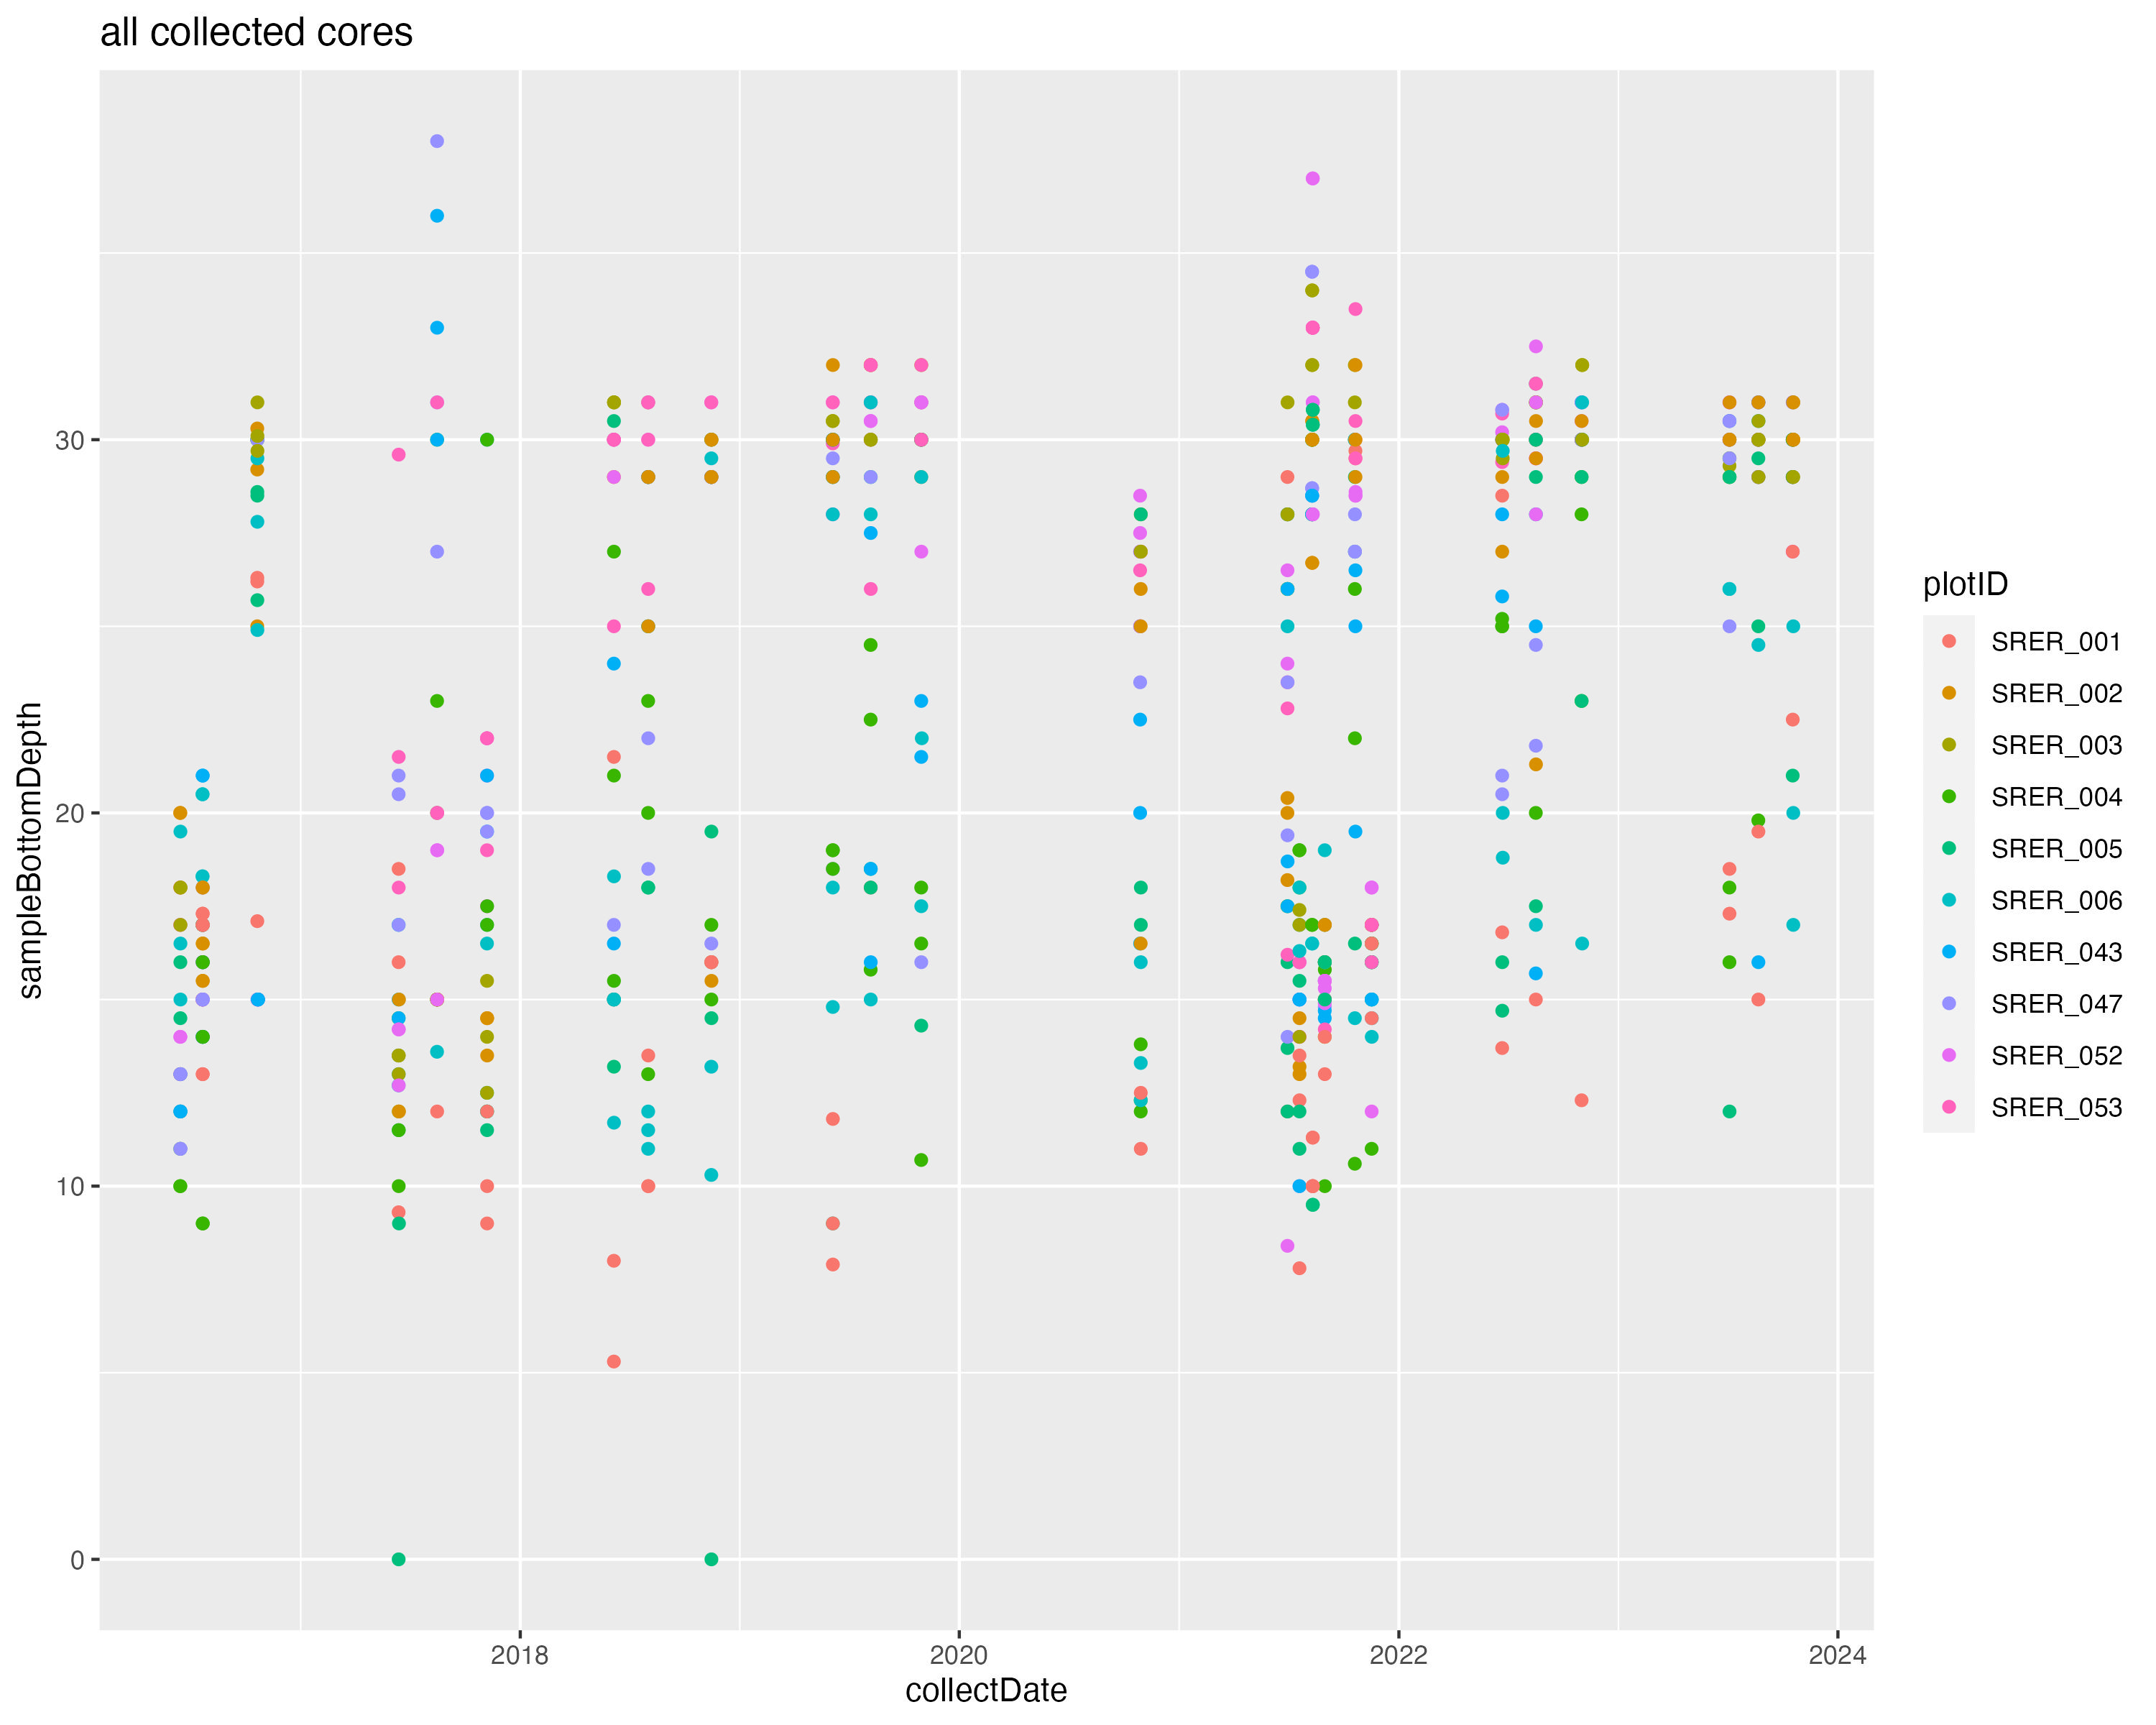 all collected cores
sampleBottomDepth
30
20
10
0
2018
2020
2022
2024
collectDate
plotID
SRER_001
SRER_002
SRER_003
SRER_004
SRER_005
SRER_006
SRER_043
SRER_047
SRER_052
SRER_053